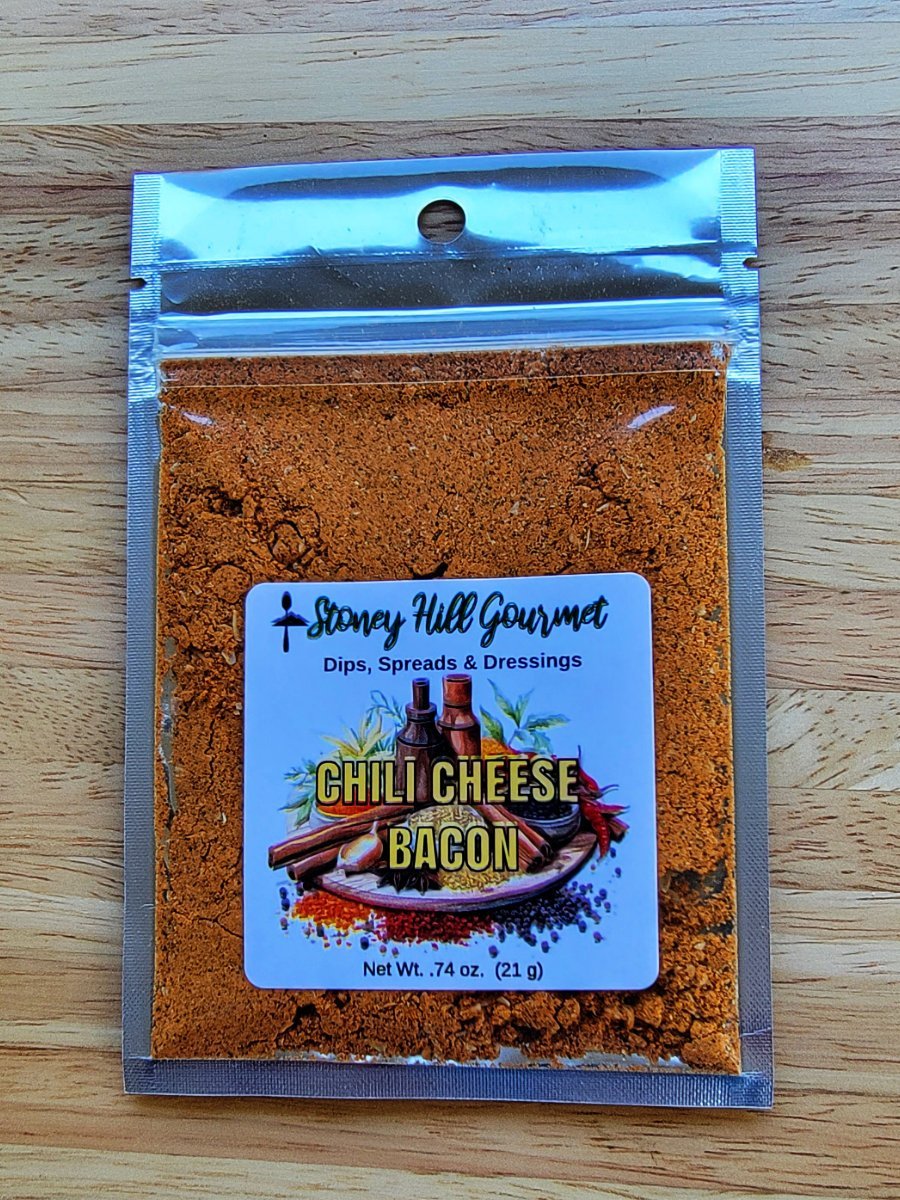 Stoney Hill Gourmet
Dips, Spreads & Dressings
CHILI CHEESE
BACON
Net Wt. .74 oz. (21 g)